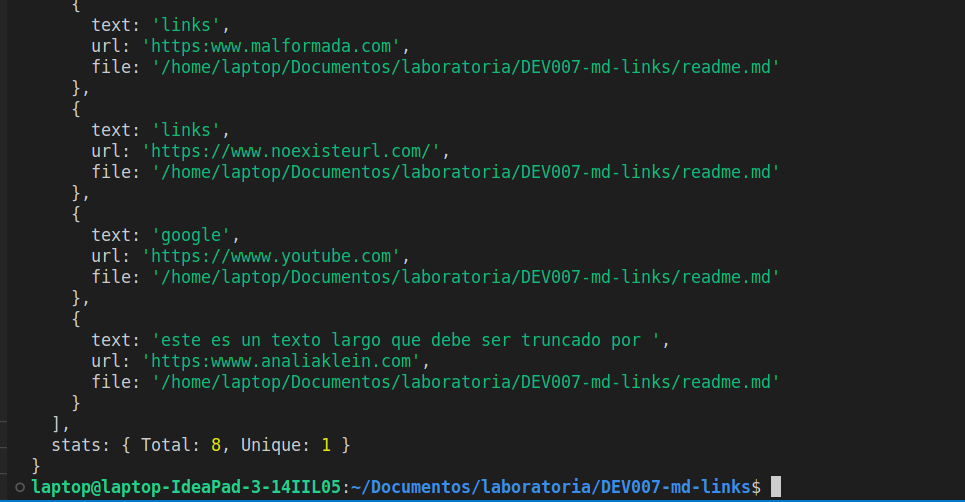 {
text: 'links',
url: 'https:www.malformada.com',
file: '/home/laptop/Documentos/laboratoria/DEV007-md-links/readme.md'
},
{
text: 'links',
url: 'https://www.noexisteurl.com/',
file: '/home/laptop/Documentos/laboratoria/DEV007-md-links/readme.md'
},
{
text: 'google',
url: 'https://wwww.youtube.com',
file: '/home/laptop/Documentos/laboratoria/DEV007-md-links/readme.md'
},
{
text: 'este es un texto largo que debe ser truncado por ',
url: 'https:wwww.analiaklein.com',
file: '/home/laptop/Documentos/laboratoria/DEV007-md-links/readme.md'
}
],
stats: { Total: 8, Unique: 1 }
}
laptop@laptop-IdeaPad-3-14IIL05:~/Documentos/laboratoria/DEV007-md-links$